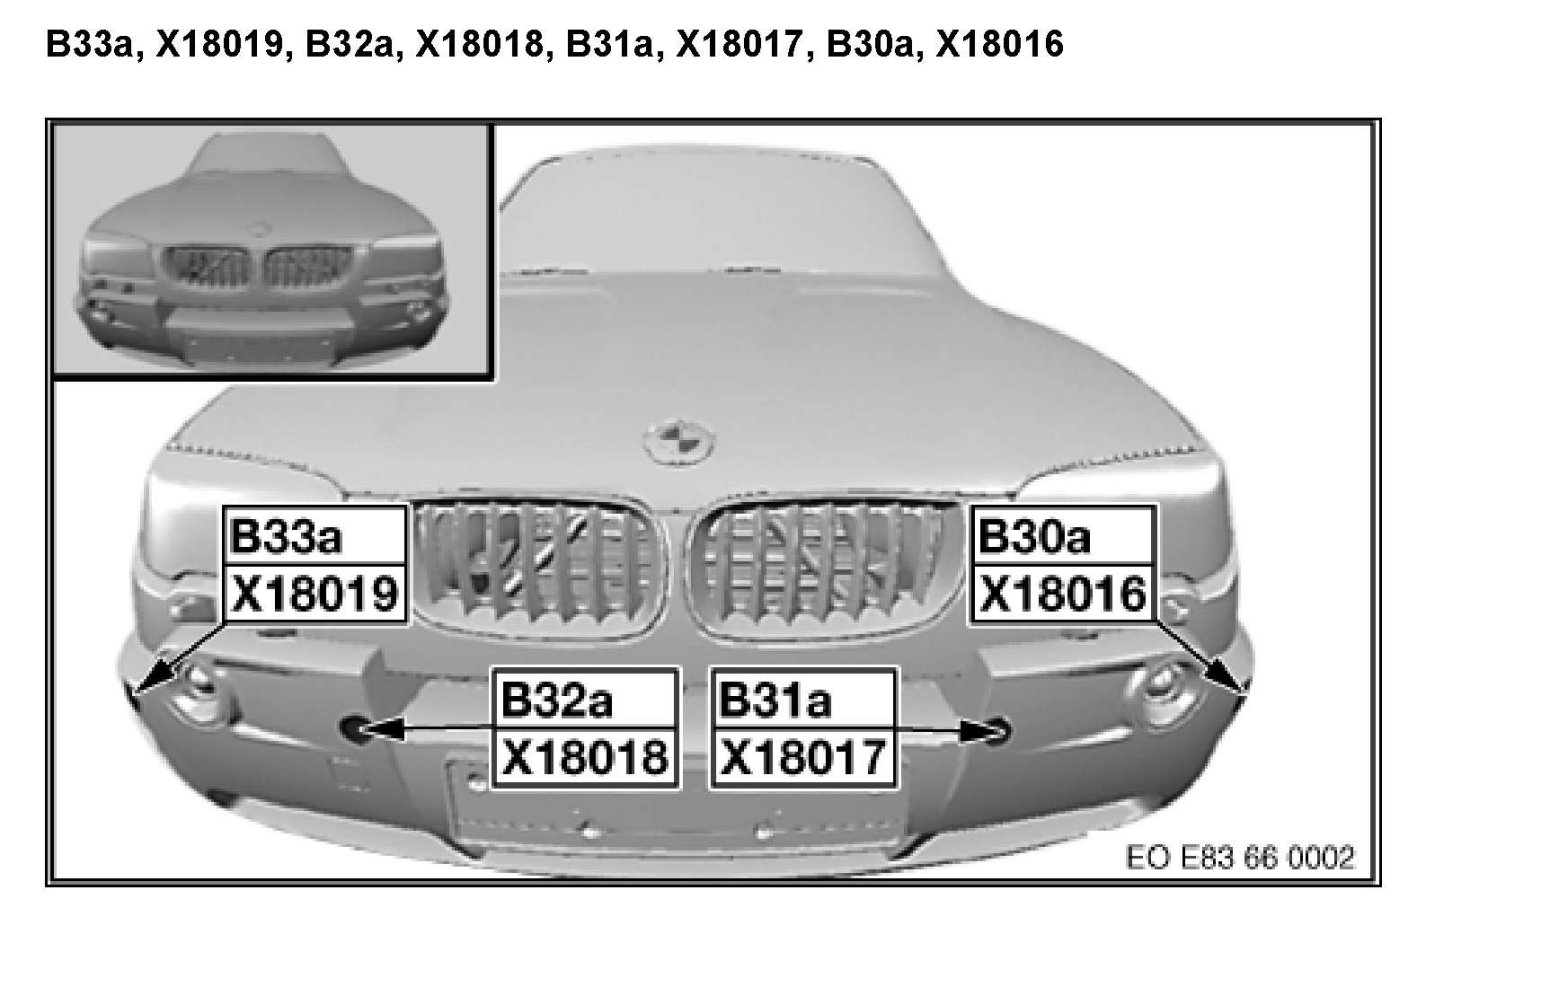 B33a, X18019, B32a, X18018, B31a, X18017, B30a, X18016
B33a
X18019
B30a
X18016
B32a
X18018
B31a
X18017
EO E83 66 0002